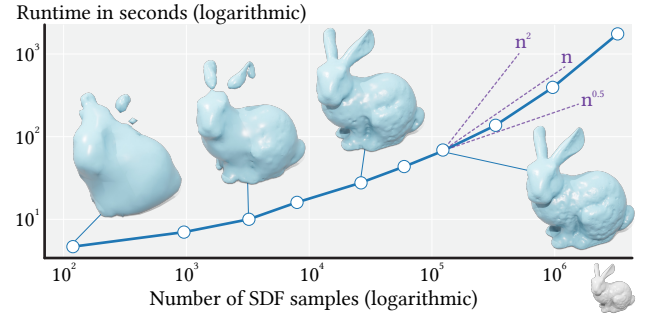 Runtime in seconds (logarithmic)
10³
n²
n
n⁰·⁵
10²
10¹
10² 10³ 10⁴ 10⁵ 10⁶
Number of SDF samples (logarithmic)